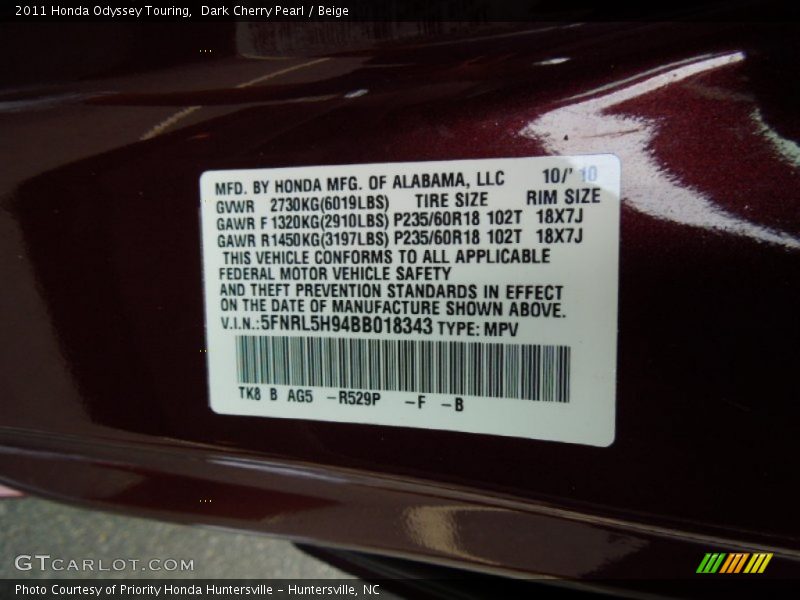 2011 Honda Odyssey Touring,  Dark Cherry Pearl / Beige
MFD. BY HONDA MFG. OF ALABAMA, LLC 10/'10
GVWR 2730KG(6019LBS) TIRE SIZE RIM SIZE
GAWR F 1320KG(2910LBS) P235/60R18 102T 18X7J
GAWR R1450KG(3197LBS) P235/60R18 102T 18X7J
THIS VEHICLE CONFORMS TO ALL APPLICABLE
FEDERAL MOTOR VEHICLE SAFETY
AND THEFT PREVENTION STANDARDS IN EFFECT
ON THE DATE OF MANUFACTURE SHOWN ABOVE.
V.I.N.:5FNRL5H94BB018343 TYPE: MPV
TK8 B AG5 -R529P -F -B
GTCARLOT.COM
Photo Courtesy of Priority Honda Huntersville - Huntersville, NC